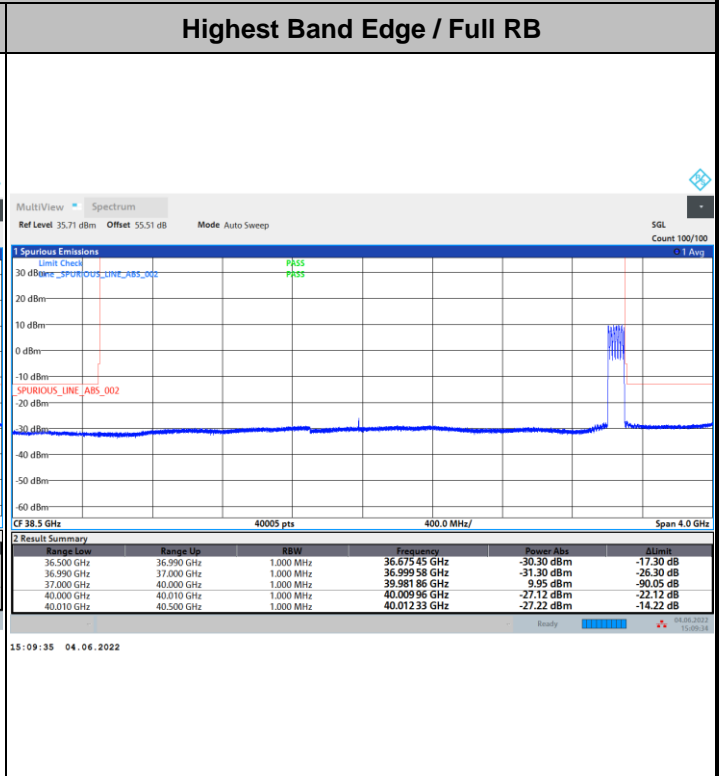 Highest Band Edge / Full RB
MultiView Spectrum
Ref Level 35.71 dBm Offset 55.51 dB Mode Auto Sweep SGL
Count 100/100
1 Spurious Emissions 1 Avg
Limit Check PASS
30 dBm Line _SPURIOUS_LINE_ABS_002 PASS
20 dBm
10 dBm
0 dBm
-10 dBm
_SPURIOUS_LINE_ABS_002
-20 dBm
-30 dBm
-40 dBm
-50 dBm
-60 dBm
CF 38.5 GHz 40005 pts 400.0 MHz/ Span 4.0 GHz
2 Result Summary
Range Low Range Up RBW Frequency Power Abs ΔLimit
36.500 GHz 36.990 GHz 1.000 MHz 36.675 45 GHz -30.30 dBm -17.30 dB
36.990 GHz 37.000 GHz 1.000 MHz 36.999 58 GHz -31.30 dBm -26.30 dB
37.000 GHz 40.000 GHz 1.000 MHz 39.981 86 GHz 9.95 dBm -90.05 dB
40.000 GHz 40.010 GHz 1.000 MHz 40.009 96 GHz -27.12 dBm -22.12 dB
40.010 GHz 40.500 GHz 1.000 MHz 40.012 33 GHz -27.22 dBm -14.22 dB
Ready 04.06.2022
15:09:34
15:09:35 04.06.2022